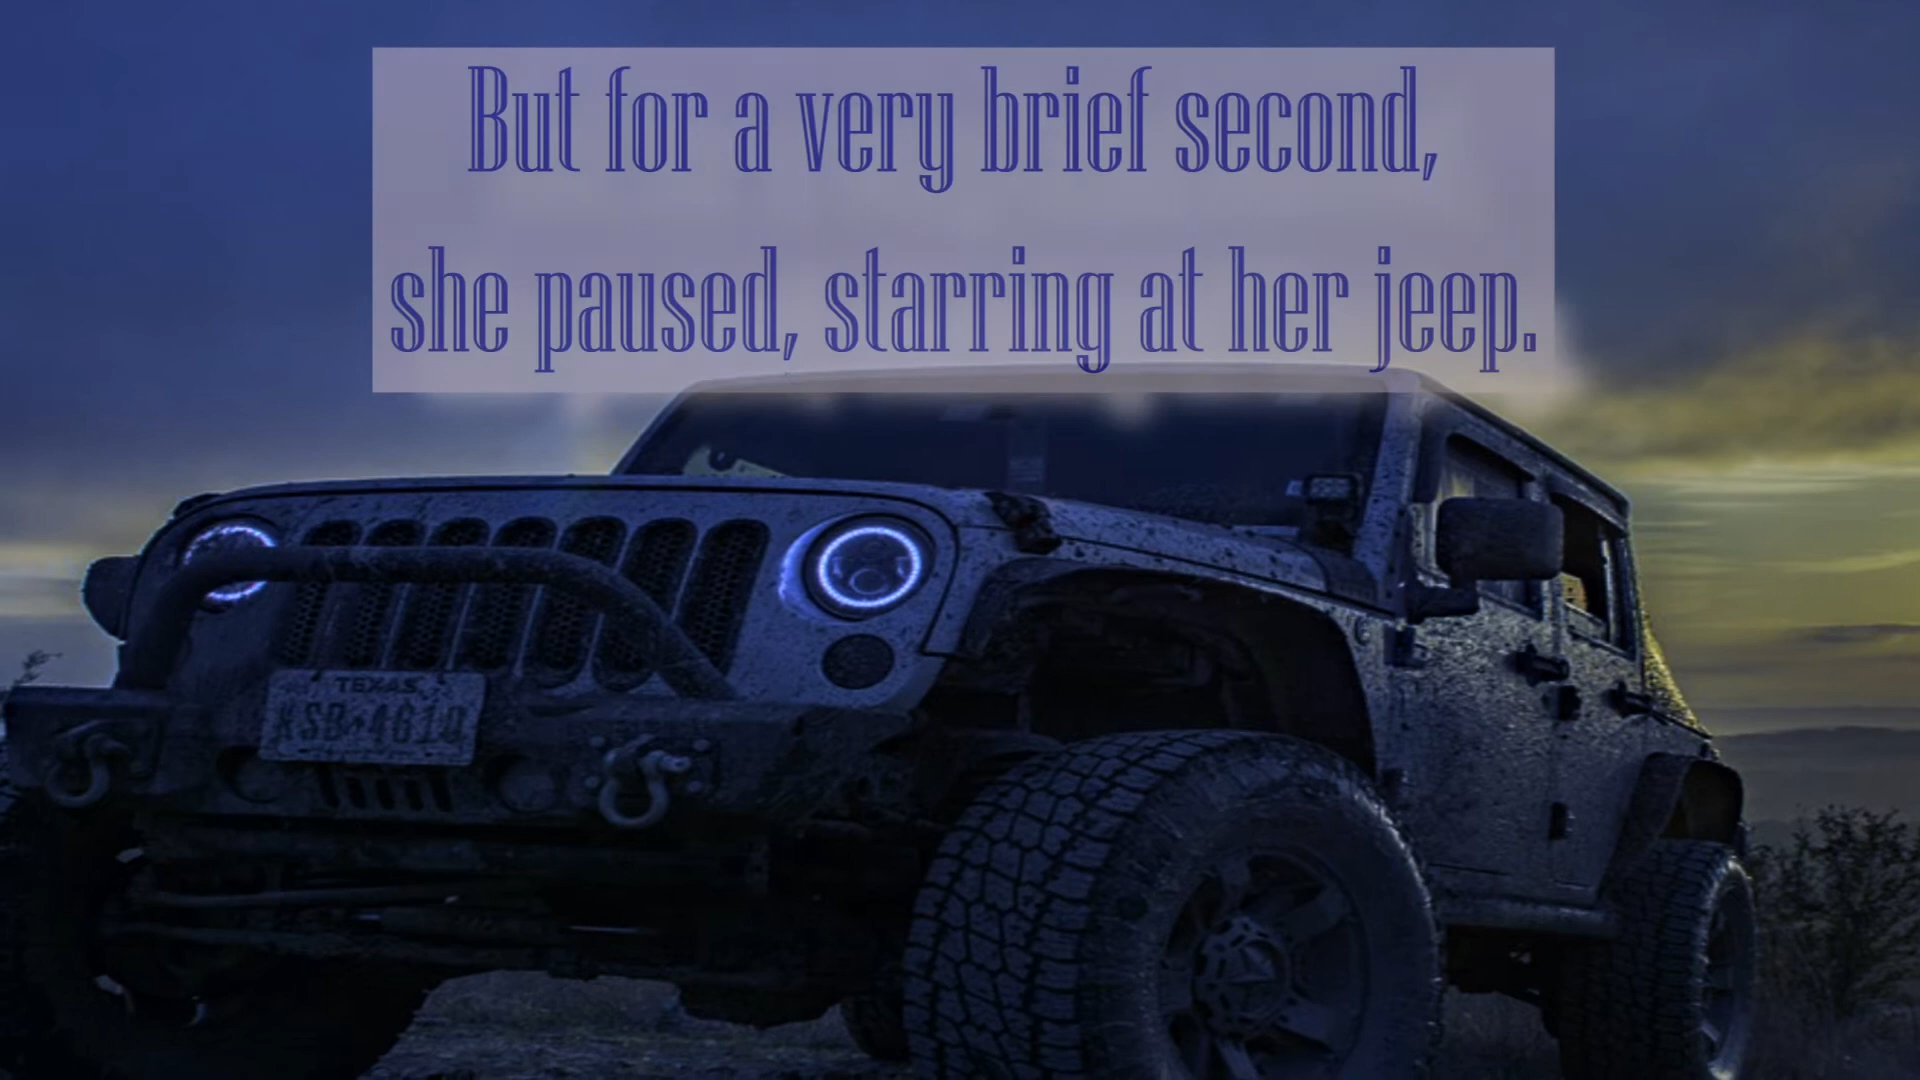 But for a very brief second,
she paused, starring at her jeep.
TEXAS